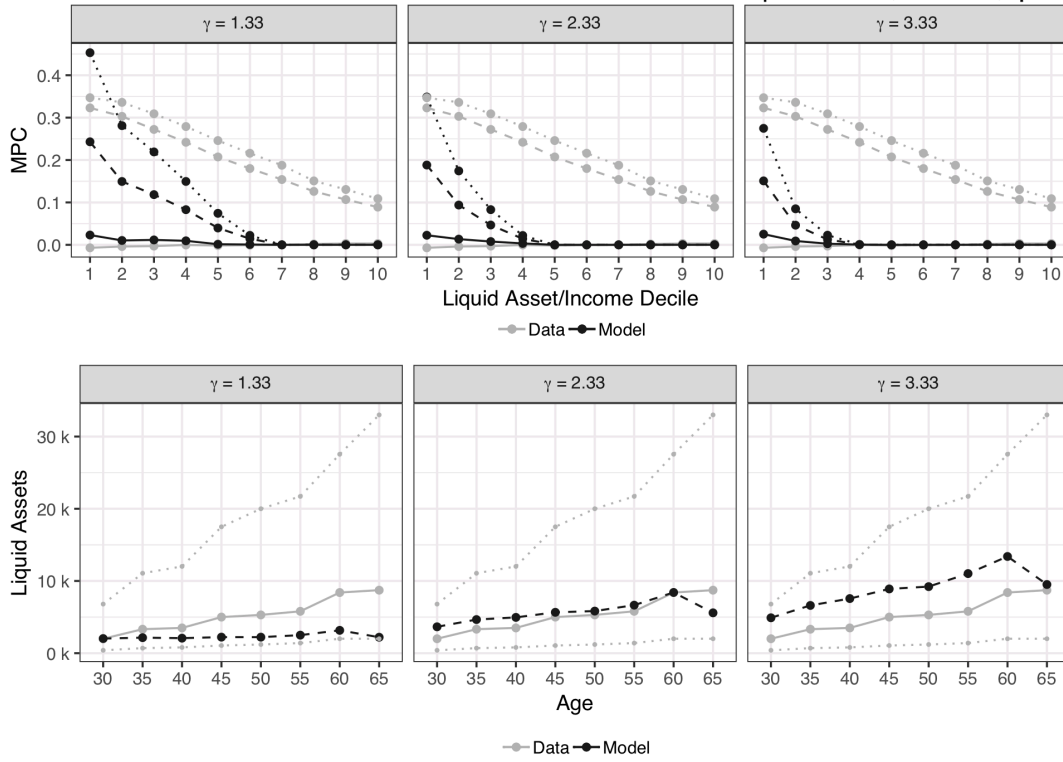 γ = 1.33 γ = 2.33 γ = 3.33
MPC
0.4
0.3
0.2
0.1
0.0
1 2 3 4 5 6 7 8 9 10 1 2 3 4 5 6 7 8 9 10 1 2 3 4 5 6 7 8 9 10
Liquid Asset/Income Decile
Data Model
γ = 1.33 γ = 2.33 γ = 3.33
Liquid Assets
30 k
20 k
10 k
0 k
30 35 40 45 50 55 60 65 30 35 40 45 50 55 60 65 30 35 40 45 50 55 60 65
Age
Data Model